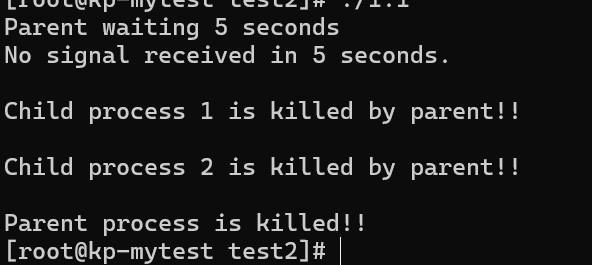 [root@kp-mytest test2]# ./1.1
Parent waiting 5 seconds
No signal received in 5 seconds.
Child process 1 is killed by parent!!
Child process 2 is killed by parent!!
Parent process is killed!!
[root@kp-mytest test2]#